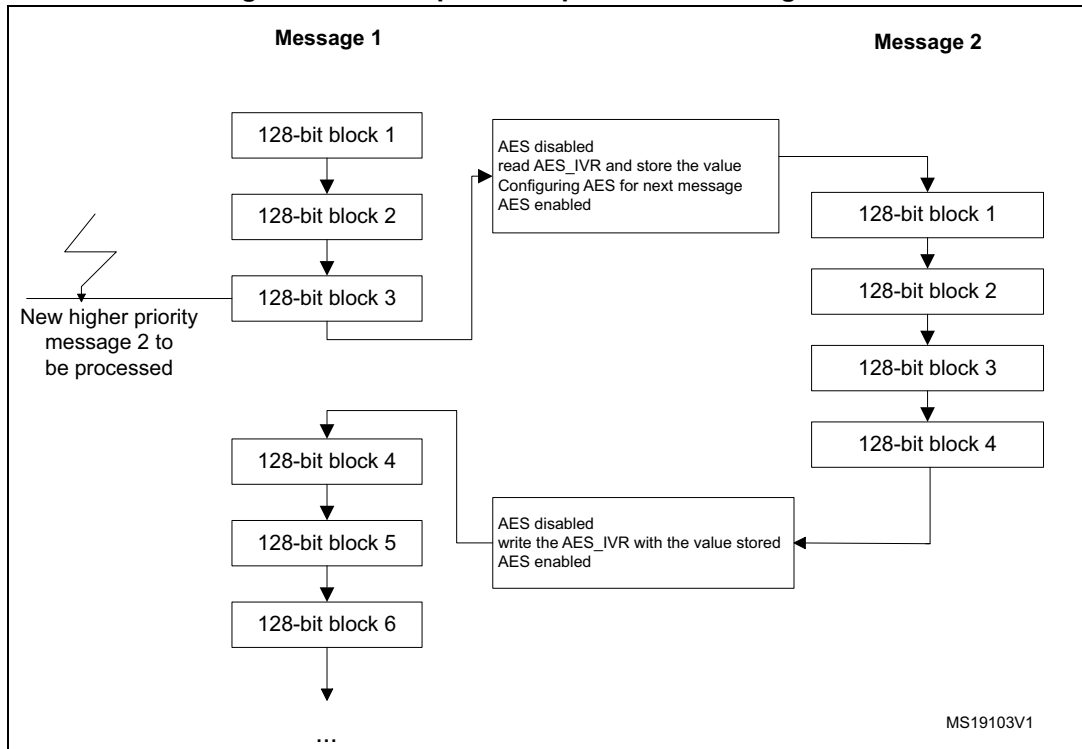 Message 1
Message 2
128-bit block 1
128-bit block 2
128-bit block 3
New higher priority
message 2 to
be processed
AES disabled
read AES_IVR and store the value
Configuring AES for next message
AES enabled
128-bit block 1
128-bit block 2
128-bit block 3
128-bit block 4
AES disabled
write the AES_IVR with the value stored
AES enabled
128-bit block 4
128-bit block 5
128-bit block 6
...
MS19103V1